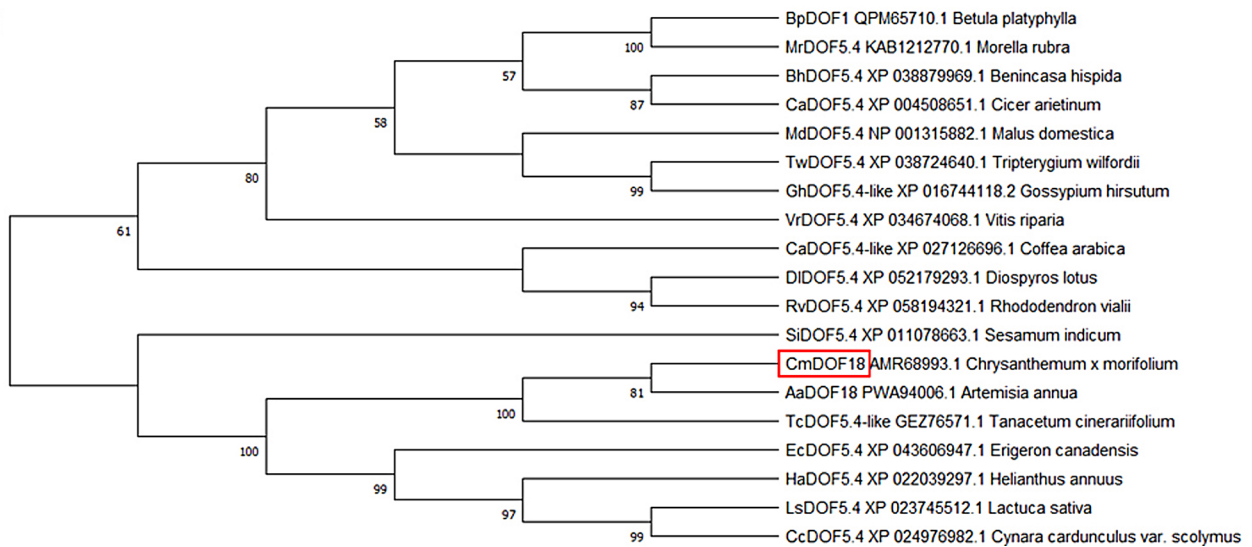 BpDOF1 QPM65710.1 Betula platyphylla
100
MrDOF5.4 KAB1212770.1 Morella rubra
57
BhDOF5.4 XP 038879969.1 Benincasa hispida
87
CaDOF5.4 XP 004508651.1 Cicer arietinum
58
MdDOF5.4 NP 001315882.1 Malus domestica
TwDOF5.4 XP 038724640.1 Tripterygium wilfordii
80
99
GhDOF5.4-like XP 016744118.2 Gossypium hirsutum
VrDOF5.4 XP 034674068.1 Vitis riparia
61
CaDOF5.4-like XP 027126696.1 Coffea arabica
DlDOF5.4 XP 052179293.1 Diospyros lotus
94
RvDOF5.4 XP 058194321.1 Rhododendron vialii
SiDOF5.4 XP 011078663.1 Sesamum indicum
CmDOF18 AMR68993.1 Chrysanthemum x morifolium
81
AaDOF18 PWA94006.1 Artemisia annua
100
TcDOF5.4-like GEZ76571.1 Tanacetum cinerariifolium
100
EcDOF5.4 XP 043606947.1 Erigeron canadensis
99
HaDOF5.4 XP 022039297.1 Helianthus annuus
97
LsDOF5.4 XP 023745512.1 Lactuca sativa
99
CcDOF5.4 XP 024976982.1 Cynara cardunculus var. scolymus